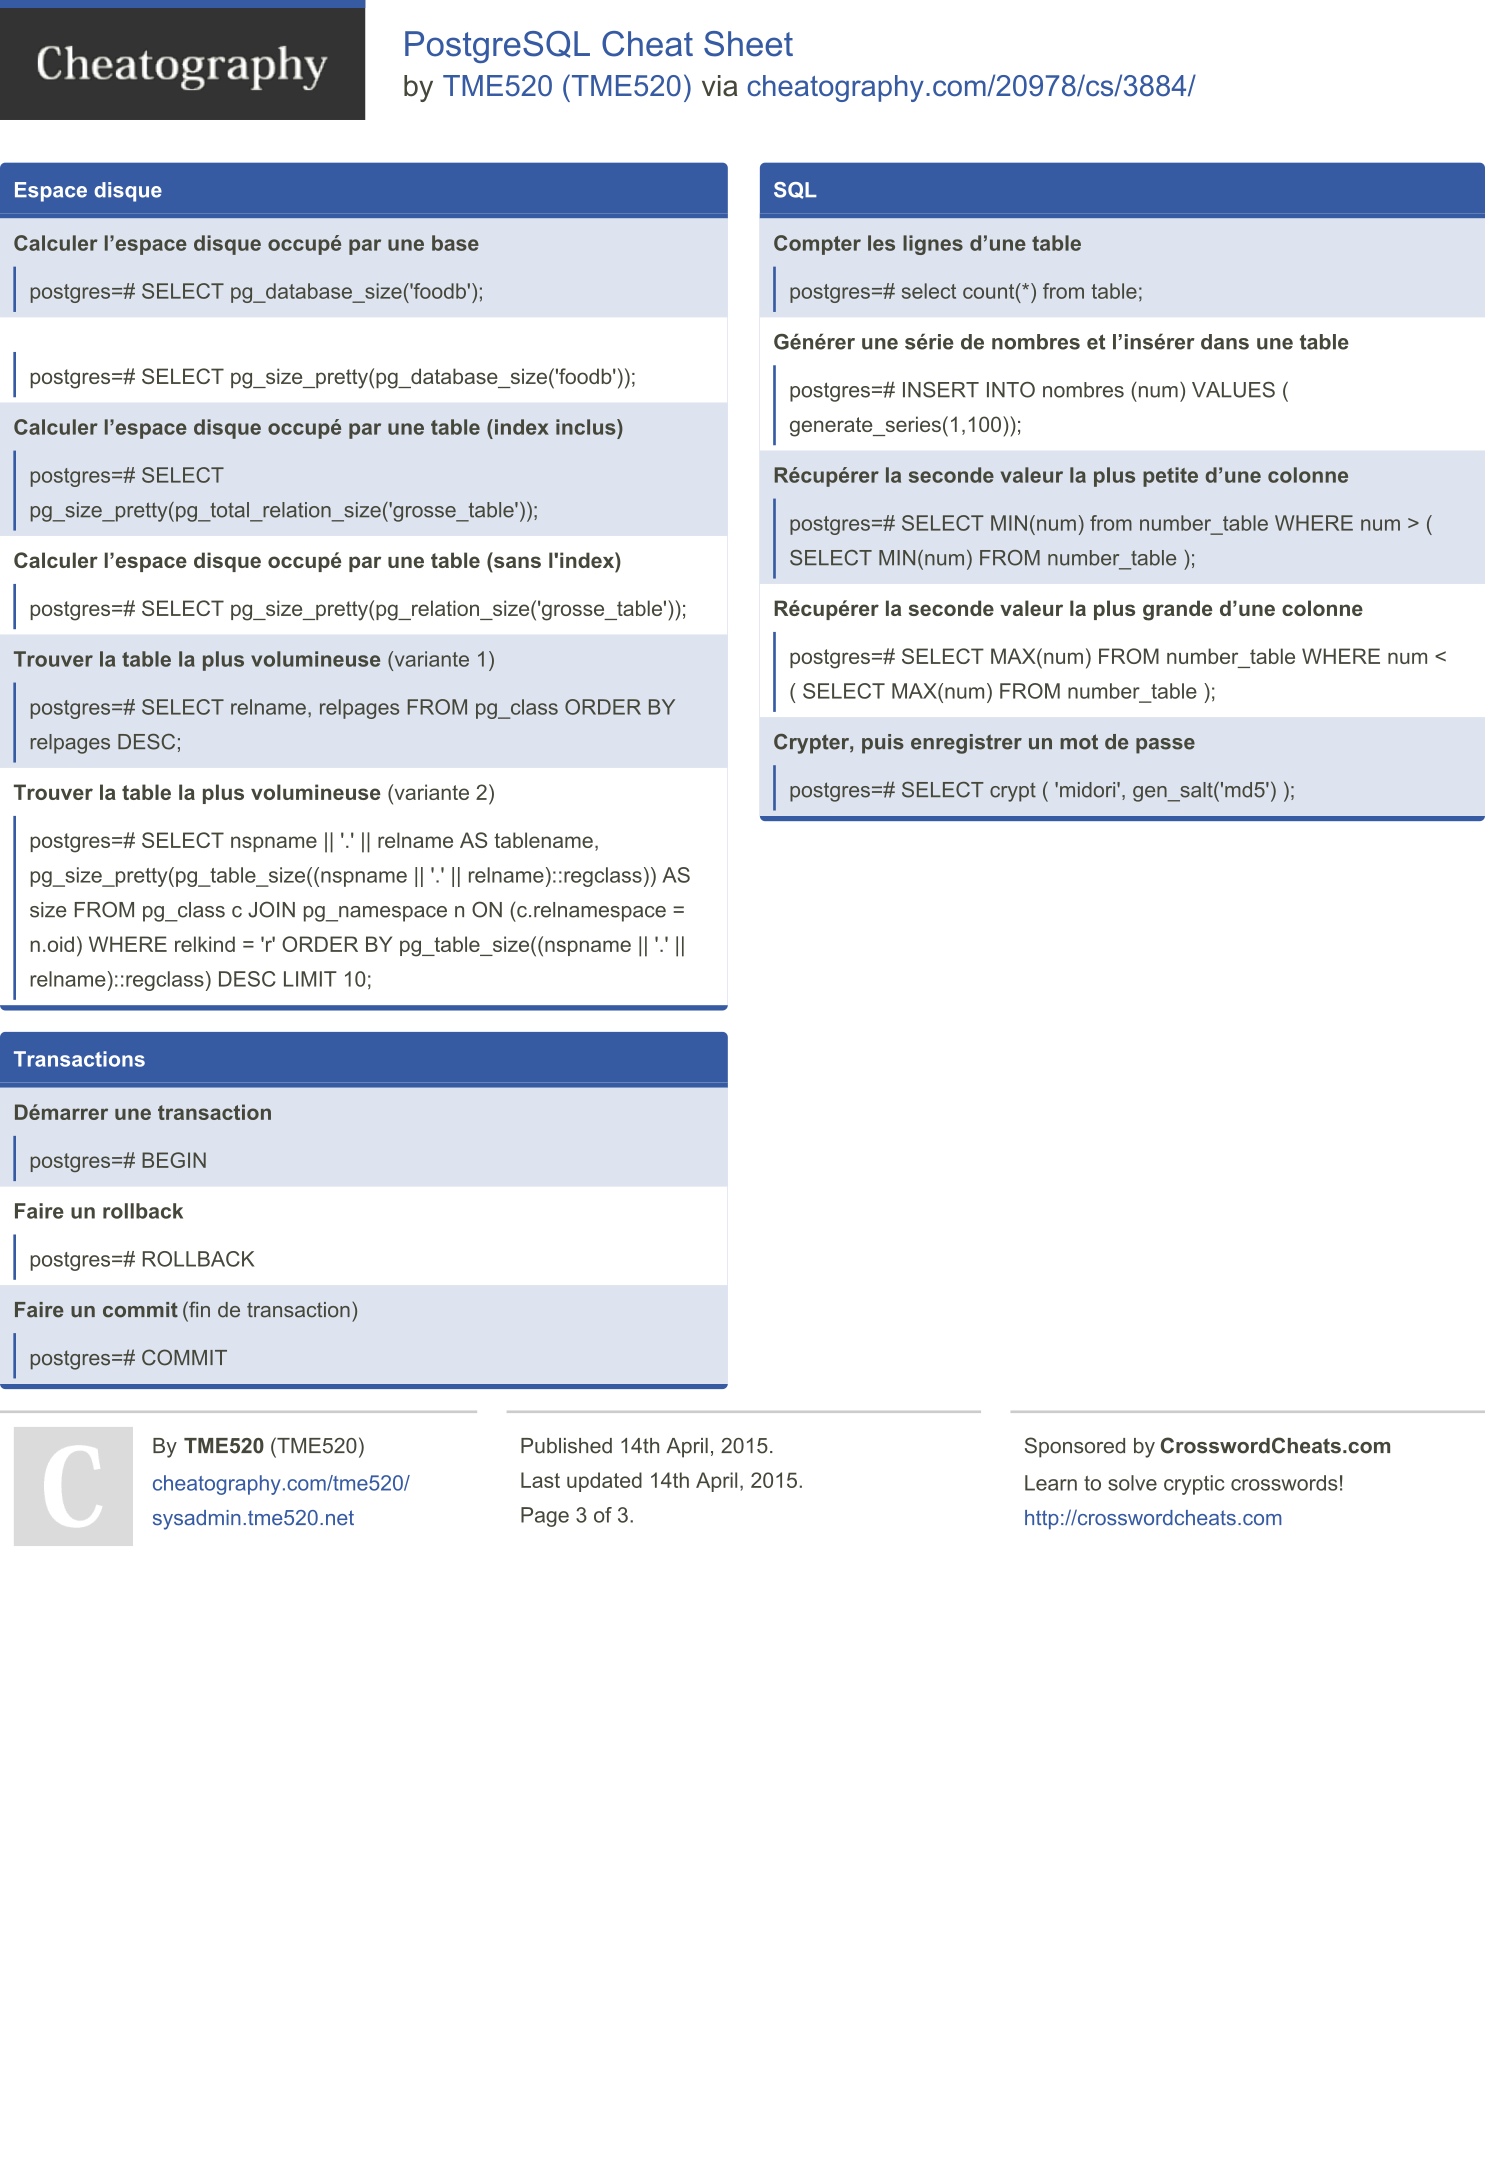 Cheatography
PostgreSQL Cheat Sheet
by TME520 (TME520) via cheatography.com/20978/cs/3884/
Espace disque
Calculer l’espace disque occupé par une base
postgres=# SELECT pg_database_size('foodb');
postgres=# SELECT pg_size_pretty(pg_database_size('foodb'));
Calculer l’espace disque occupé par une table (index inclus)
postgres=# SELECT
pg_size_pretty(pg_total_relation_size('grosse_table'));
Calculer l’espace disque occupé par une table (sans l'index)
postgres=# SELECT pg_size_pretty(pg_relation_size('grosse_table'));
Trouver la table la plus volumineuse (variante 1)
postgres=# SELECT relname, relpages FROM pg_class ORDER BY
relpages DESC;
Trouver la table la plus volumineuse (variante 2)
postgres=# SELECT nspname || '.' || relname AS tablename,
pg_size_pretty(pg_table_size((nspname || '.' || relname)::regclass)) AS
size FROM pg_class c JOIN pg_namespace n ON (c.relnamespace =
n.oid) WHERE relkind = 'r' ORDER BY pg_table_size((nspname || '.' ||
relname)::regclass) DESC LIMIT 10;
Transactions
Démarrer une transaction
postgres=# BEGIN
Faire un rollback
postgres=# ROLLBACK
Faire un commit (fin de transaction)
postgres=# COMMIT
SQL
Compter les lignes d’une table
postgres=# select count(*) from table;
Générer une série de nombres et l’insérer dans une table
postgres=# INSERT INTO nombres (num) VALUES (
generate_series(1,100));
Récupérer la seconde valeur la plus petite d’une colonne
postgres=# SELECT MIN(num) from number_table WHERE num > (
SELECT MIN(num) FROM number_table );
Récupérer la seconde valeur la plus grande d’une colonne
postgres=# SELECT MAX(num) FROM number_table WHERE num <
( SELECT MAX(num) FROM number_table );
Crypter, puis enregistrer un mot de passe
postgres=# SELECT crypt ( 'midori', gen_salt('md5') );
C
By TME520 (TME520)
cheatography.com/tme520/
sysadmin.tme520.net
Published 14th April, 2015.
Last updated 14th April, 2015.
Page 3 of 3.
Sponsored by CrosswordCheats.com
Learn to solve cryptic crosswords!
http://crosswordcheats.com